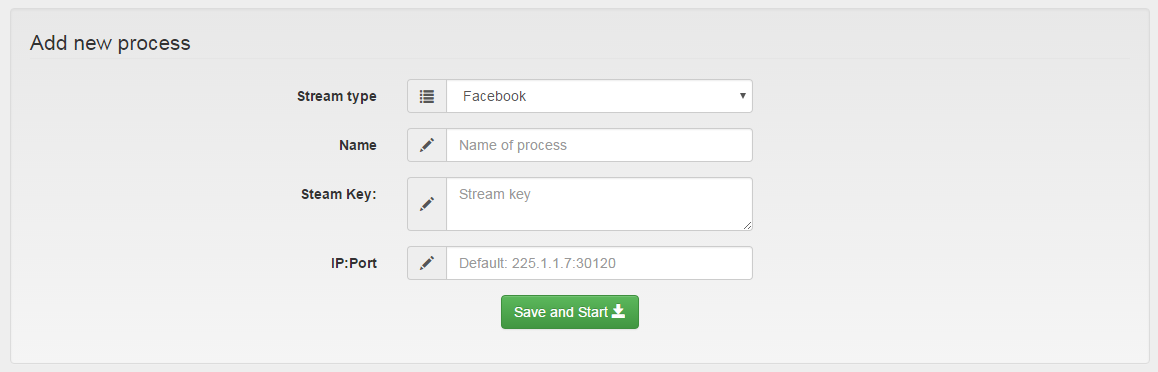 Add new process
Stream type Facebook
Name Name of process
Steam Key: Stream key
IP:Port Default: 225.1.1.7:30120
Save and Start